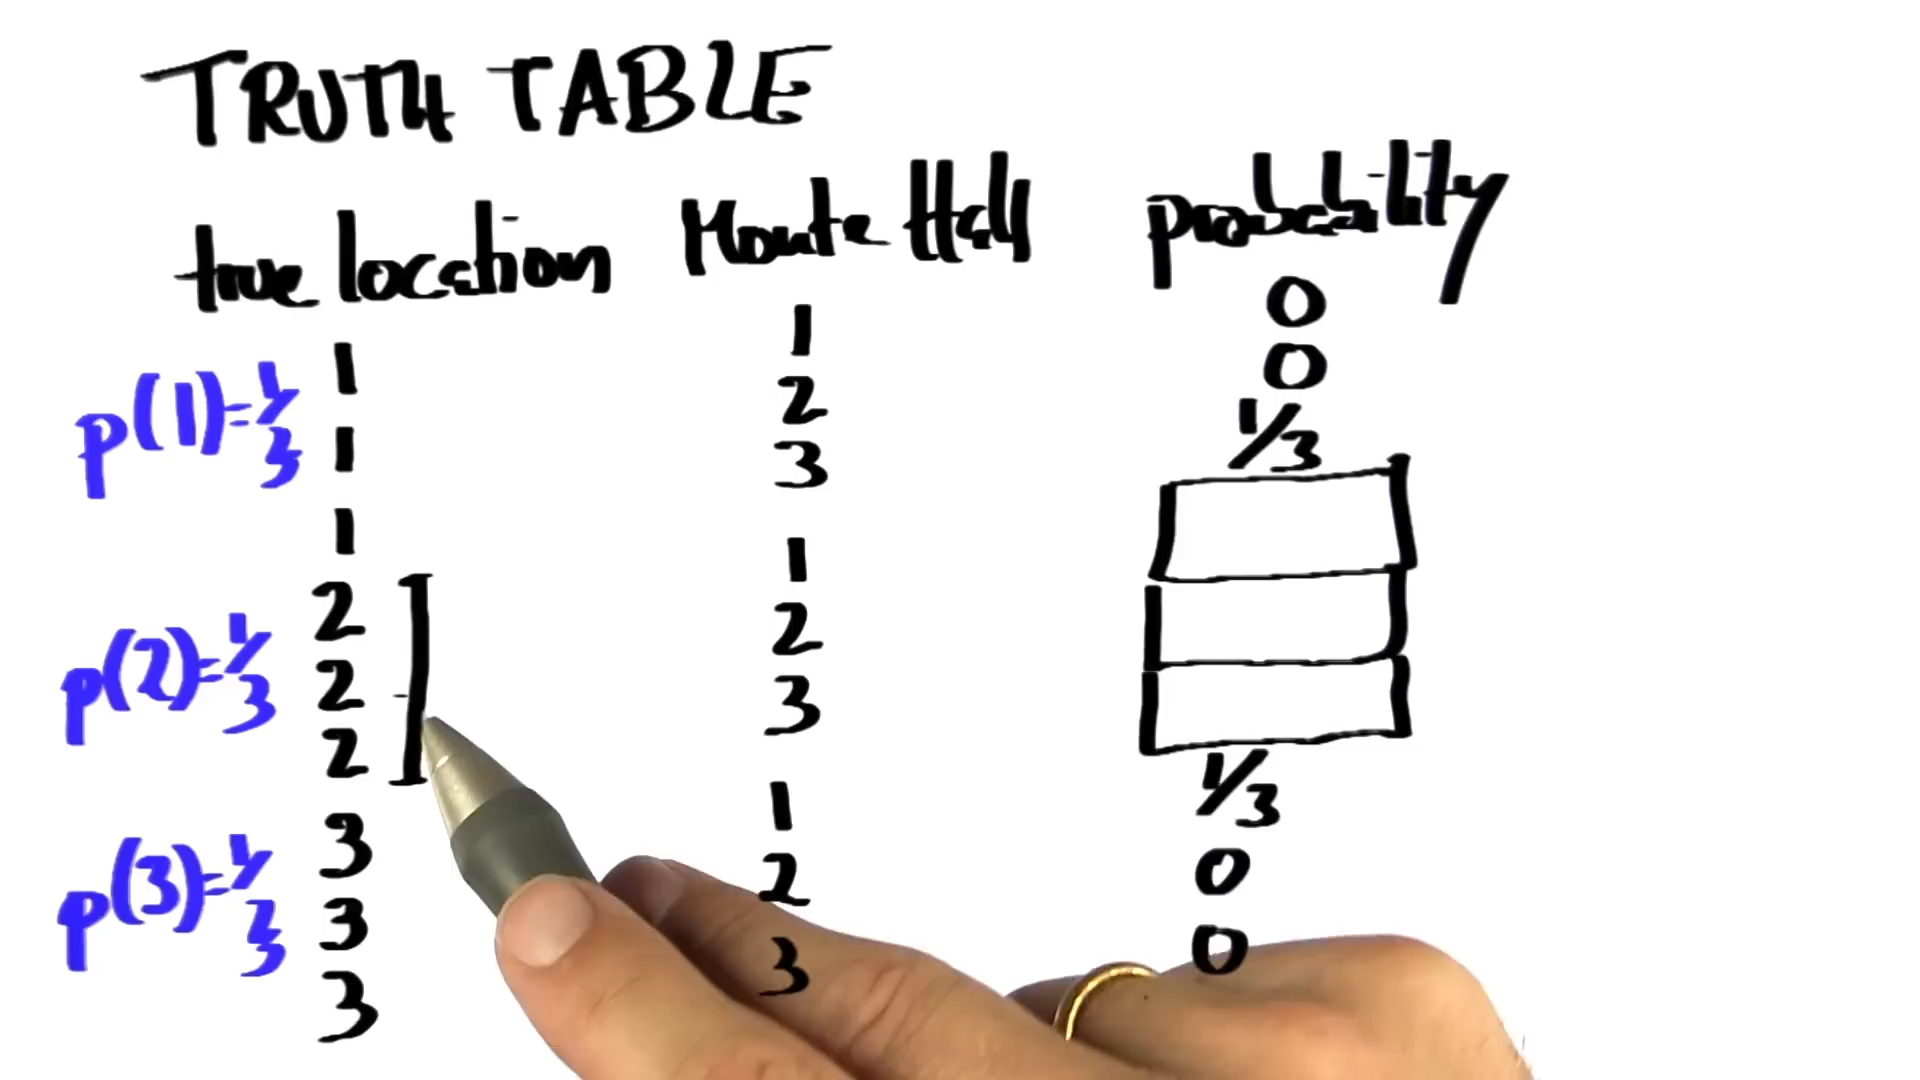 TRUTH TABLE
true location Monte Hall probability
p(1)=1/3
1 1 0
1 2 0
1 3 1/3
p(2)=1/3
2 1
2 2
2 3
p(3)=1/3
3 1 1/3
3 2 0
3 3 0